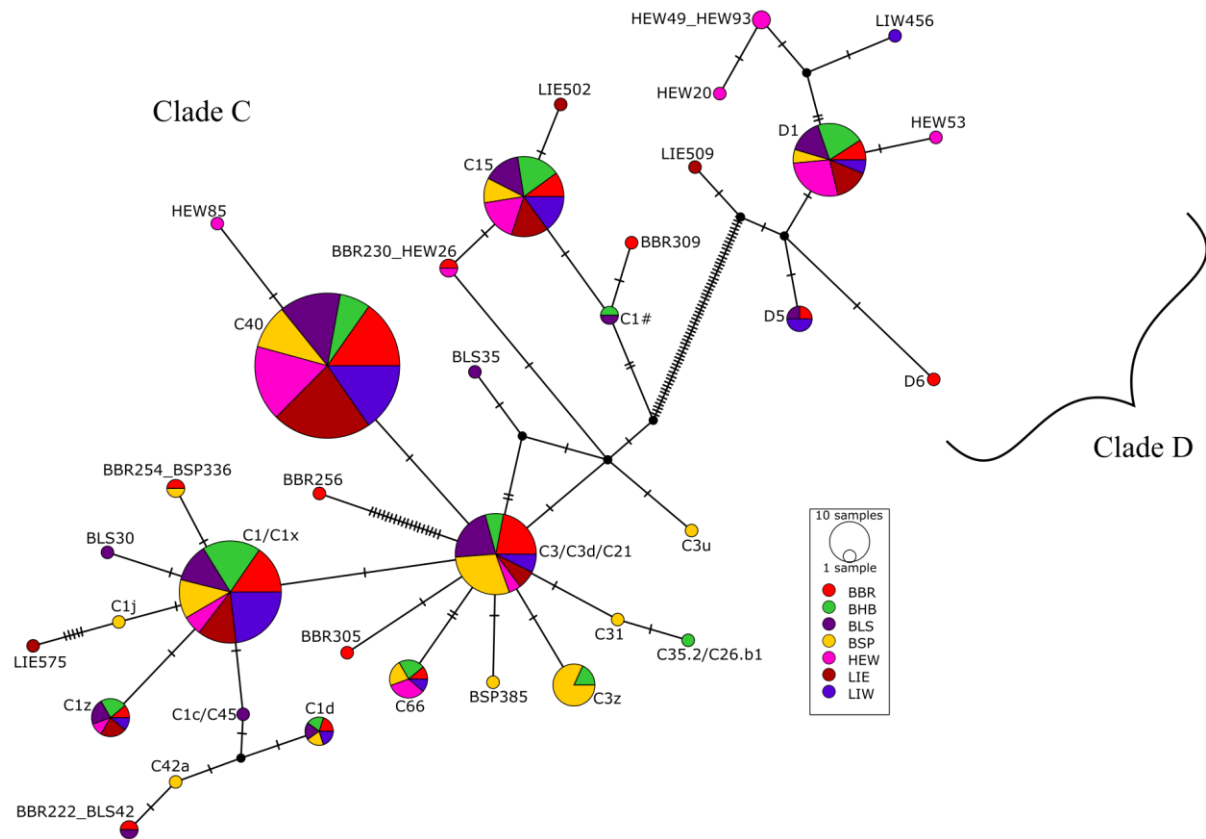 HEW49_HEW93
LIW456
LIE502
HEW20
Clade C
D1
HEW53
LIE509
C15
HEW85
BBR230_HEW26
BBR309
C40
C1#
D5
BLS35
D6
Clade D
BBR254_BSP336
BBR256
BLS30
C1/C1x
C3/C3d/C21
C3u
10 samples
1 sample
BBR
BHB
BLS
BSP
HEW
LIE
LIW
C1j
C31
LIE575
BBR305
C35.2/C26.b1
C1z
C1c/C45
C1d
C66
BSP385
C3z
C42a
BBR222_BLS42